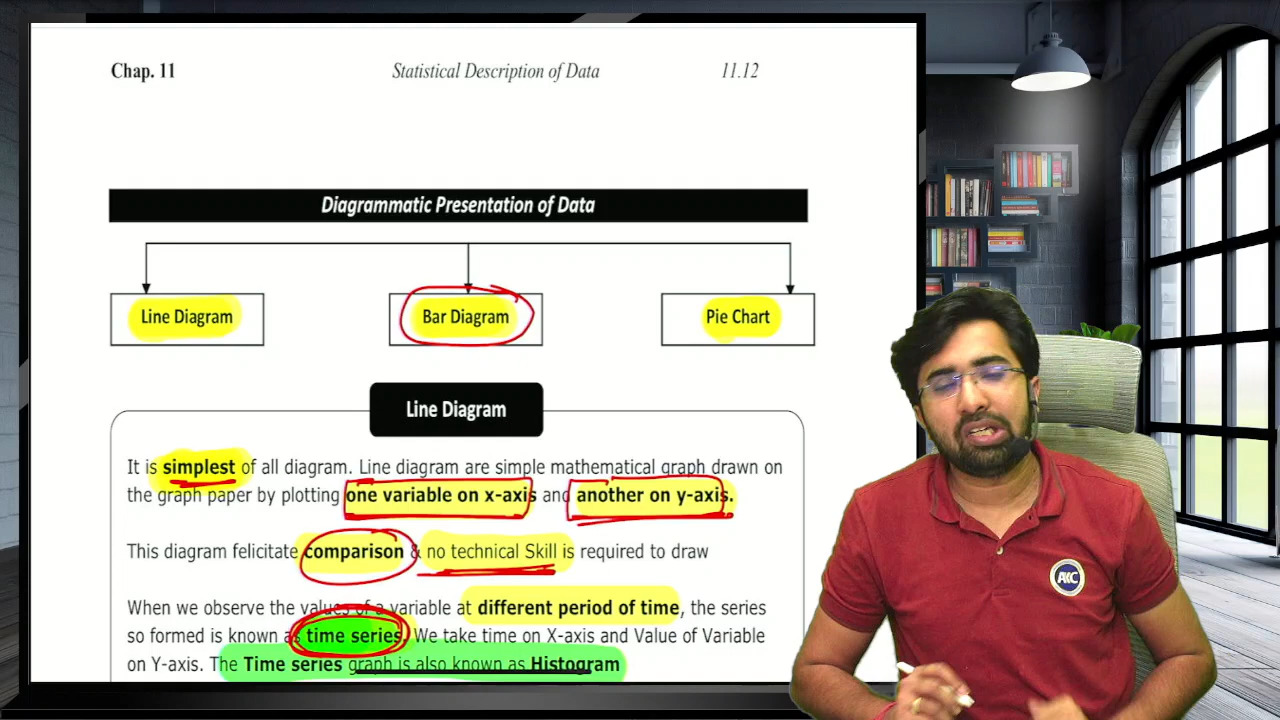 Chap. 11 Statistical Description of Data 11.12
Diagrammatic Presentation of Data
Line Diagram Bar Diagram Pie Chart
Line Diagram
It is simplest of all diagram. Line diagram are simple mathematical graph drawn on
the graph paper by plotting one variable on x-axis and another on y-axis.
This diagram felicitate comparison & no technical Skill is required to draw
When we observe the values of a variable at different period of time, the series
so formed is known as time series. We take time on X-axis and Value of Variable
on Y-axis. The Time series graph is also known as Histogram
AKC